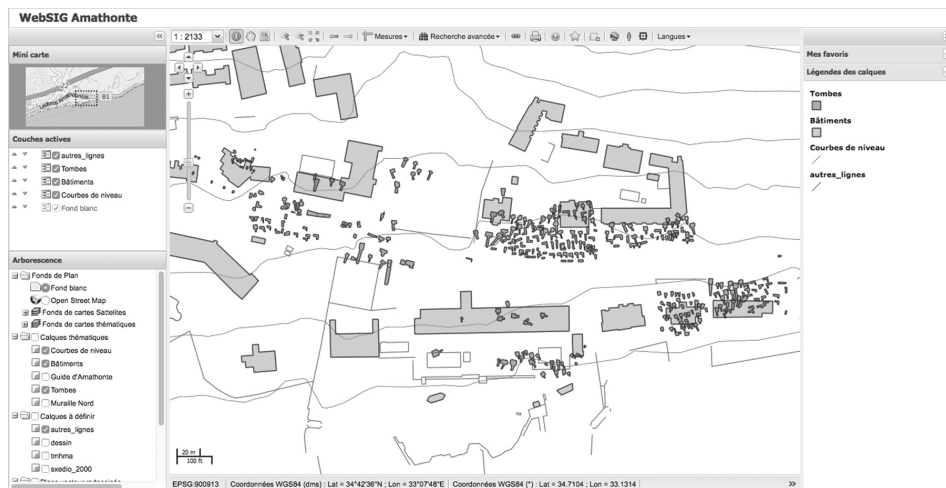 WebSIG Amathonte
1 : 2133
Mesures
Recherche avancée
Langues
Mini carte
B1
Couches actives
autres_lignes
Tombes
Bâtiments
Courbes de niveau
Fond blanc
Arborescence
Fonds de Plan
Fond blanc
Open Street Map
Fonds de cartes Sattelites
Fonds de cartes thématiques
Calques thématiques
Courbes de niveau
Bâtiments
Guide d'Amathonte
Tombes
Muraille Nord
Calques à définir
autres_lignes
dessin
tmhma
sxedio_2000
20 m
100 ft
EPSG:900913 Coordonnées WGS84 (dms) : Lat = 34°42'36"N ; Lon = 33°07'48"E Coordonnées WGS84 (°) : Lat = 34.7104 ; Lon = 33.1314
Mes favoris
Légendes des calques
Tombes
Bâtiments
Courbes de niveau
autres_lignes